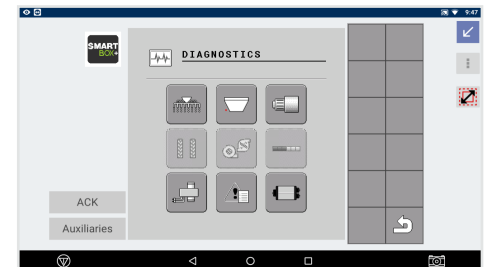 9:47
SMART
BOX+
DIAGNOSTICS
ACK
Auxiliaries